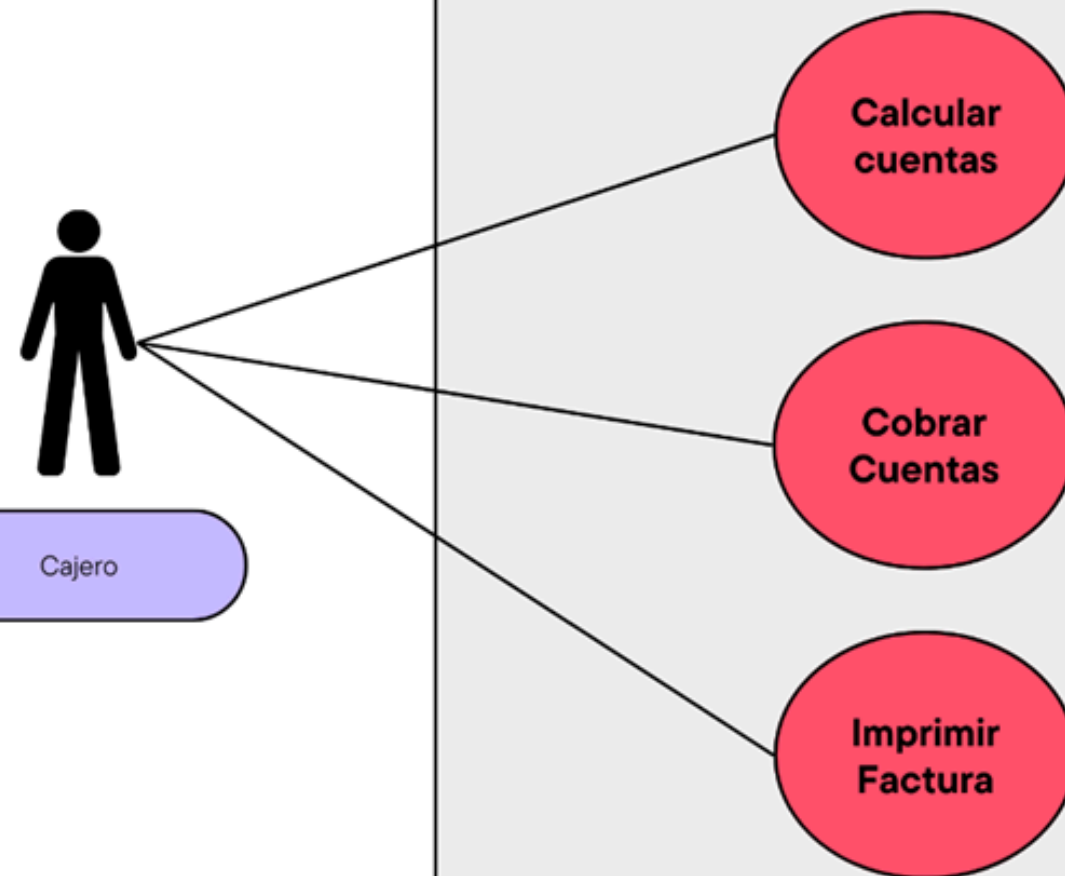 Calcular
cuentas
Cobrar
Cuentas
Cajero
Imprimir
Factura